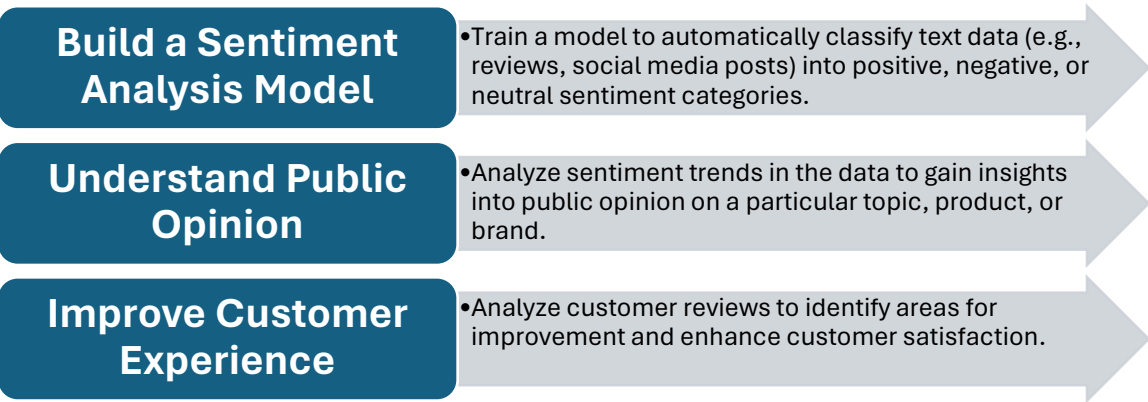 Build a Sentiment
Analysis Model
•Train a model to automatically classify text data (e.g.,
reviews, social media posts) into positive, negative, or
neutral sentiment categories.
Understand Public
Opinion
•Analyze sentiment trends in the data to gain insights
into public opinion on a particular topic, product, or
brand.
Improve Customer
Experience
•Analyze customer reviews to identify areas for
improvement and enhance customer satisfaction.